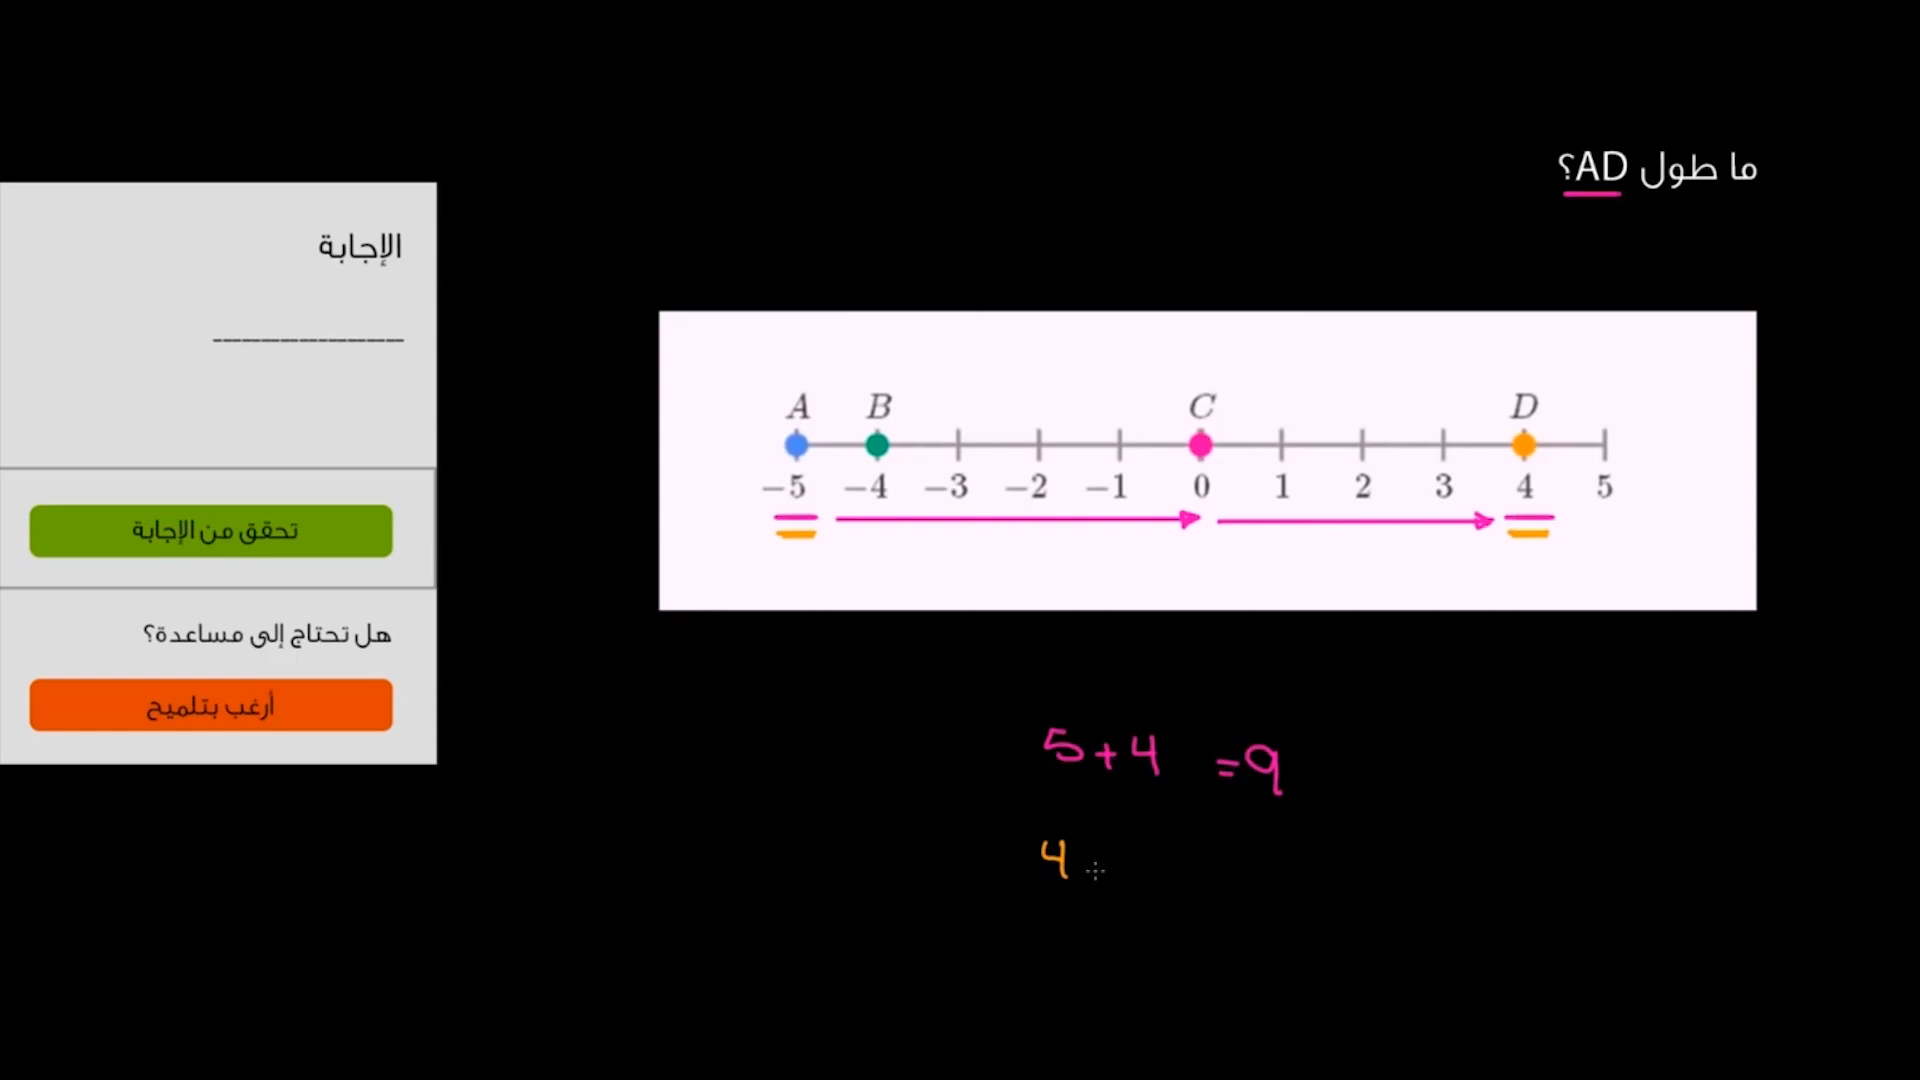 ما طول AD؟
الإجابة
-------------------
تحقق من الإجابة
هل تحتاج إلى مساعدة؟
أرغب بتلميح
A B C D
−5 −4 −3 −2 −1 0 1 2 3 4 5
5+4 =9
4